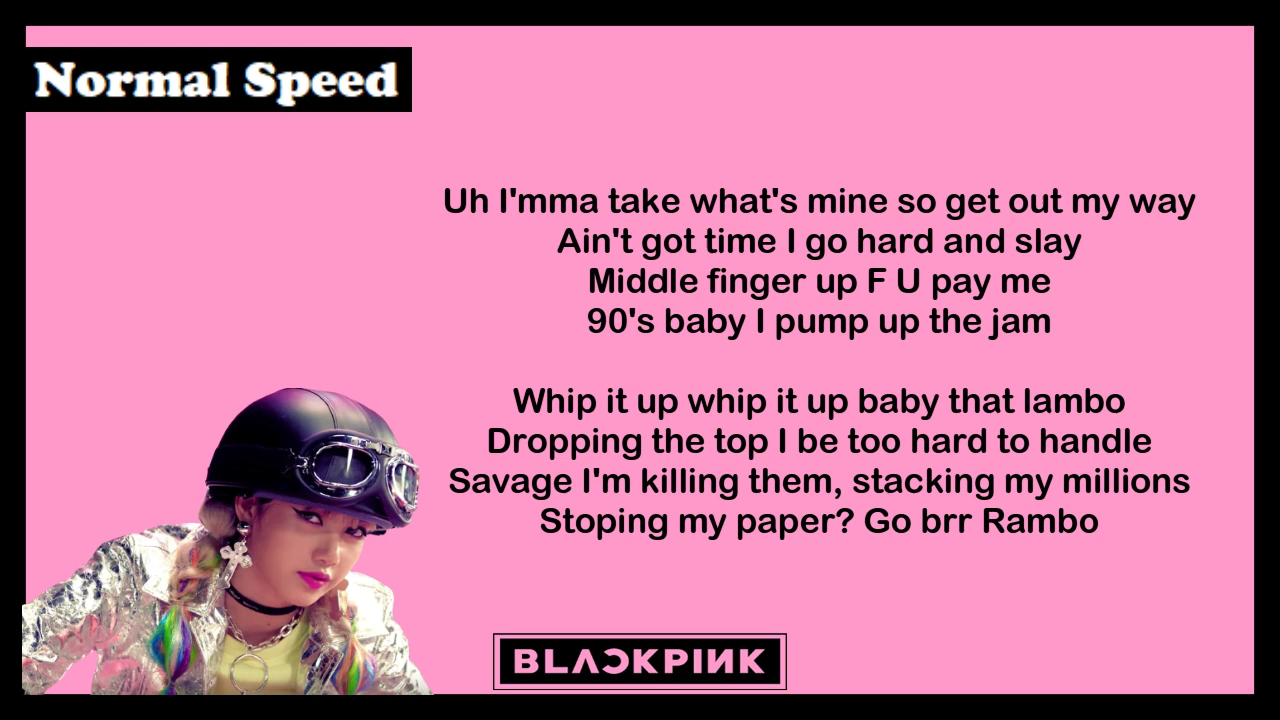 Normal Speed
Uh I'mma take what's mine so get out my way
Ain't got time I go hard and slay
Middle finger up F U pay me
90's baby I pump up the jam
Whip it up whip it up baby that lambo
Dropping the top I be too hard to handle
Savage I'm killing them, stacking my millions
Stoping my paper? Go brr Rambo
BLACKPINK